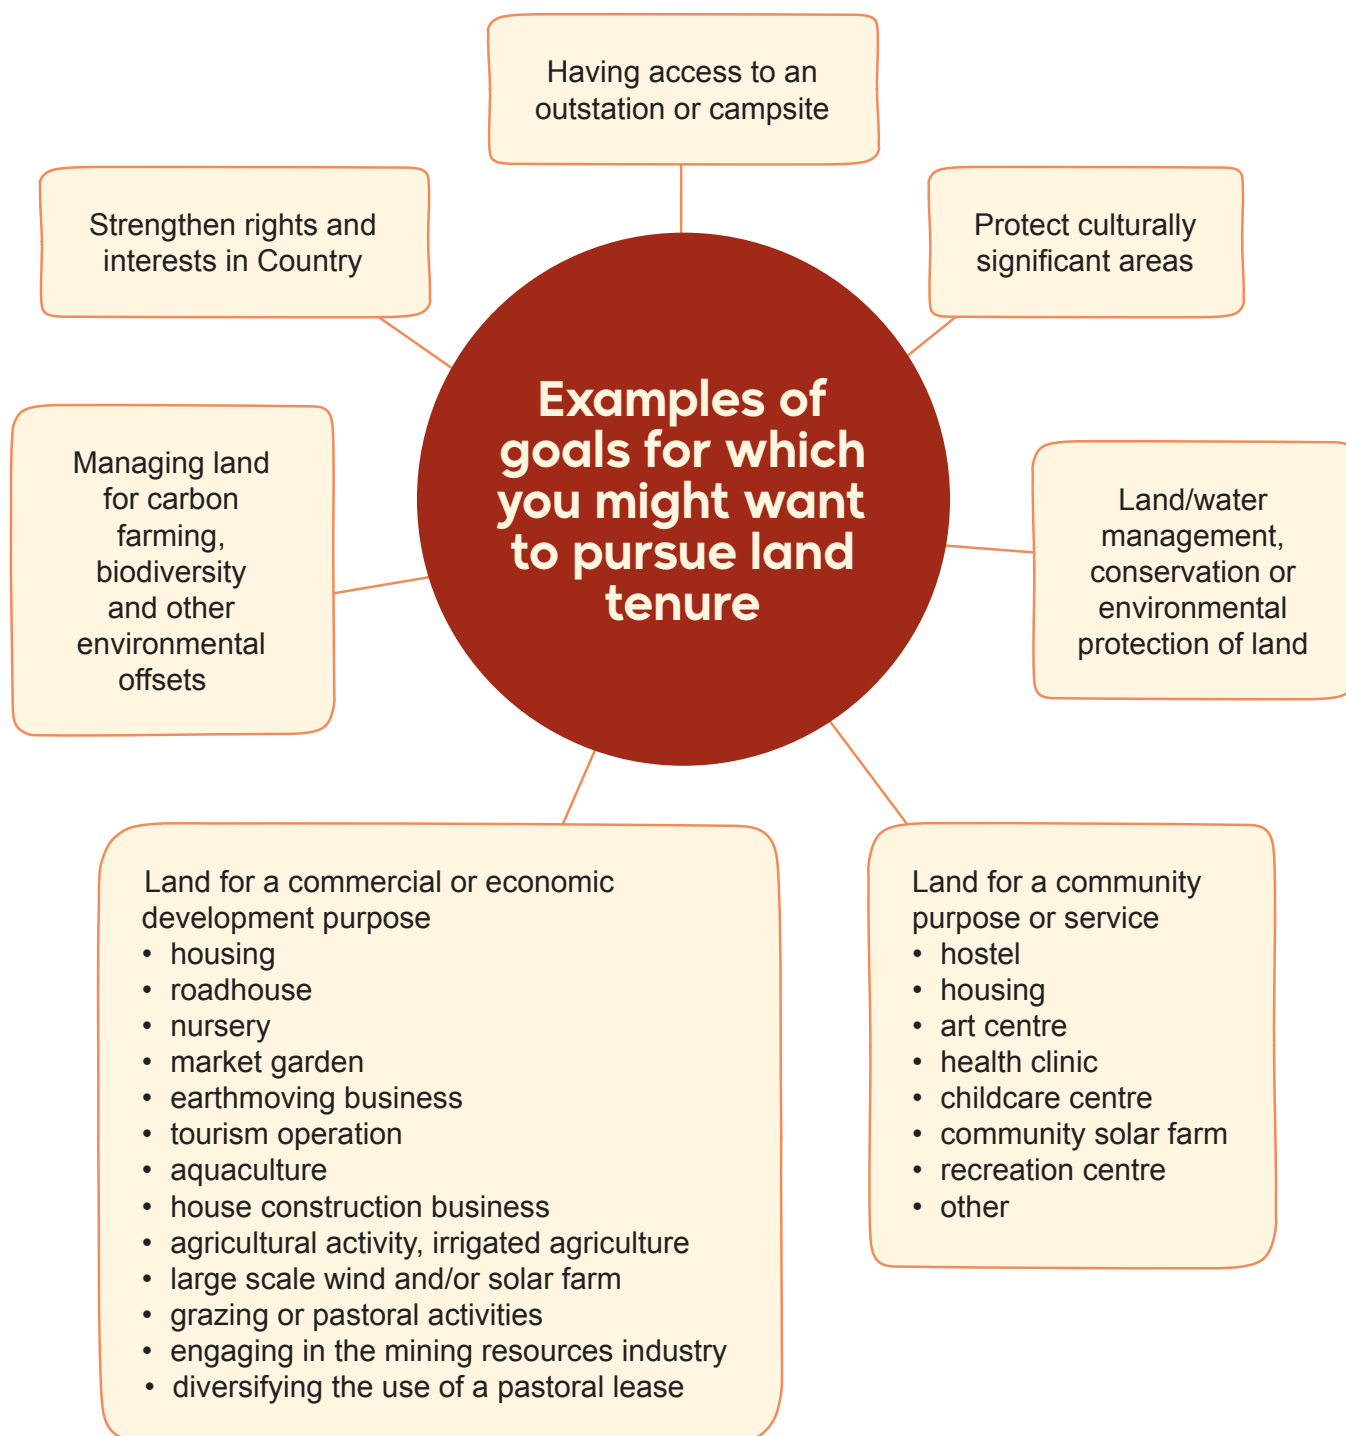 Having access to an
outstation or campsite
Strengthen rights and
interests in Country
Protect culturally
significant areas
Examples of
goals for which
you might want
to pursue land
tenure
Managing land
for carbon
farming,
biodiversity
and other
environmental
offsets
Land/water
management,
conservation or
environmental
protection of land
Land for a commercial or economic
development purpose
• housing
• roadhouse
• nursery
• market garden
• earthmoving business
• tourism operation
• aquaculture
• house construction business
• agricultural activity, irrigated agriculture
• large scale wind and/or solar farm
• grazing or pastoral activities
• engaging in the mining resources industry
• diversifying the use of a pastoral lease
Land for a community
purpose or service
• hostel
• housing
• art centre
• health clinic
• childcare centre
• community solar farm
• recreation centre
• other